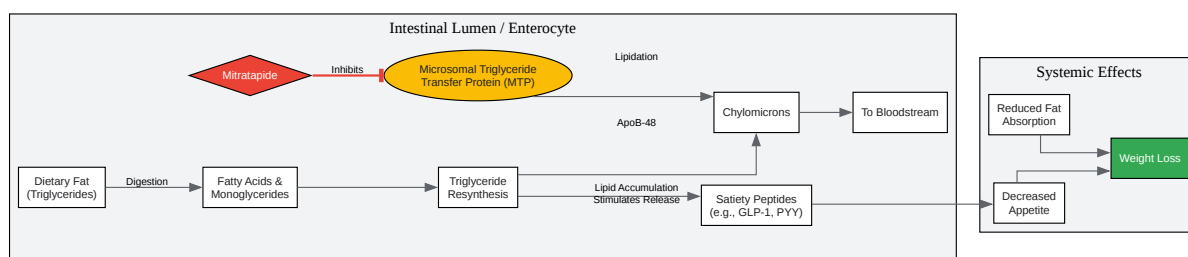 Intestinal Lumen / Enterocyte
Lipidation
Mitratapide
Inhibits
Microsomal Triglyceride
Transfer Protein (MTP)
Chylomicrons
To Bloodstream
ApoB-48
Dietary Fat
(Triglycerides)
Digestion
Fatty Acids &
Monoglycerides
Triglyceride
Resynthesis
Lipid Accumulation
Stimulates Release
Satiety Peptides
(e.g., GLP-1, PYY)
Systemic Effects
Reduced Fat
Absorption
Weight Loss
Decreased
Appetite